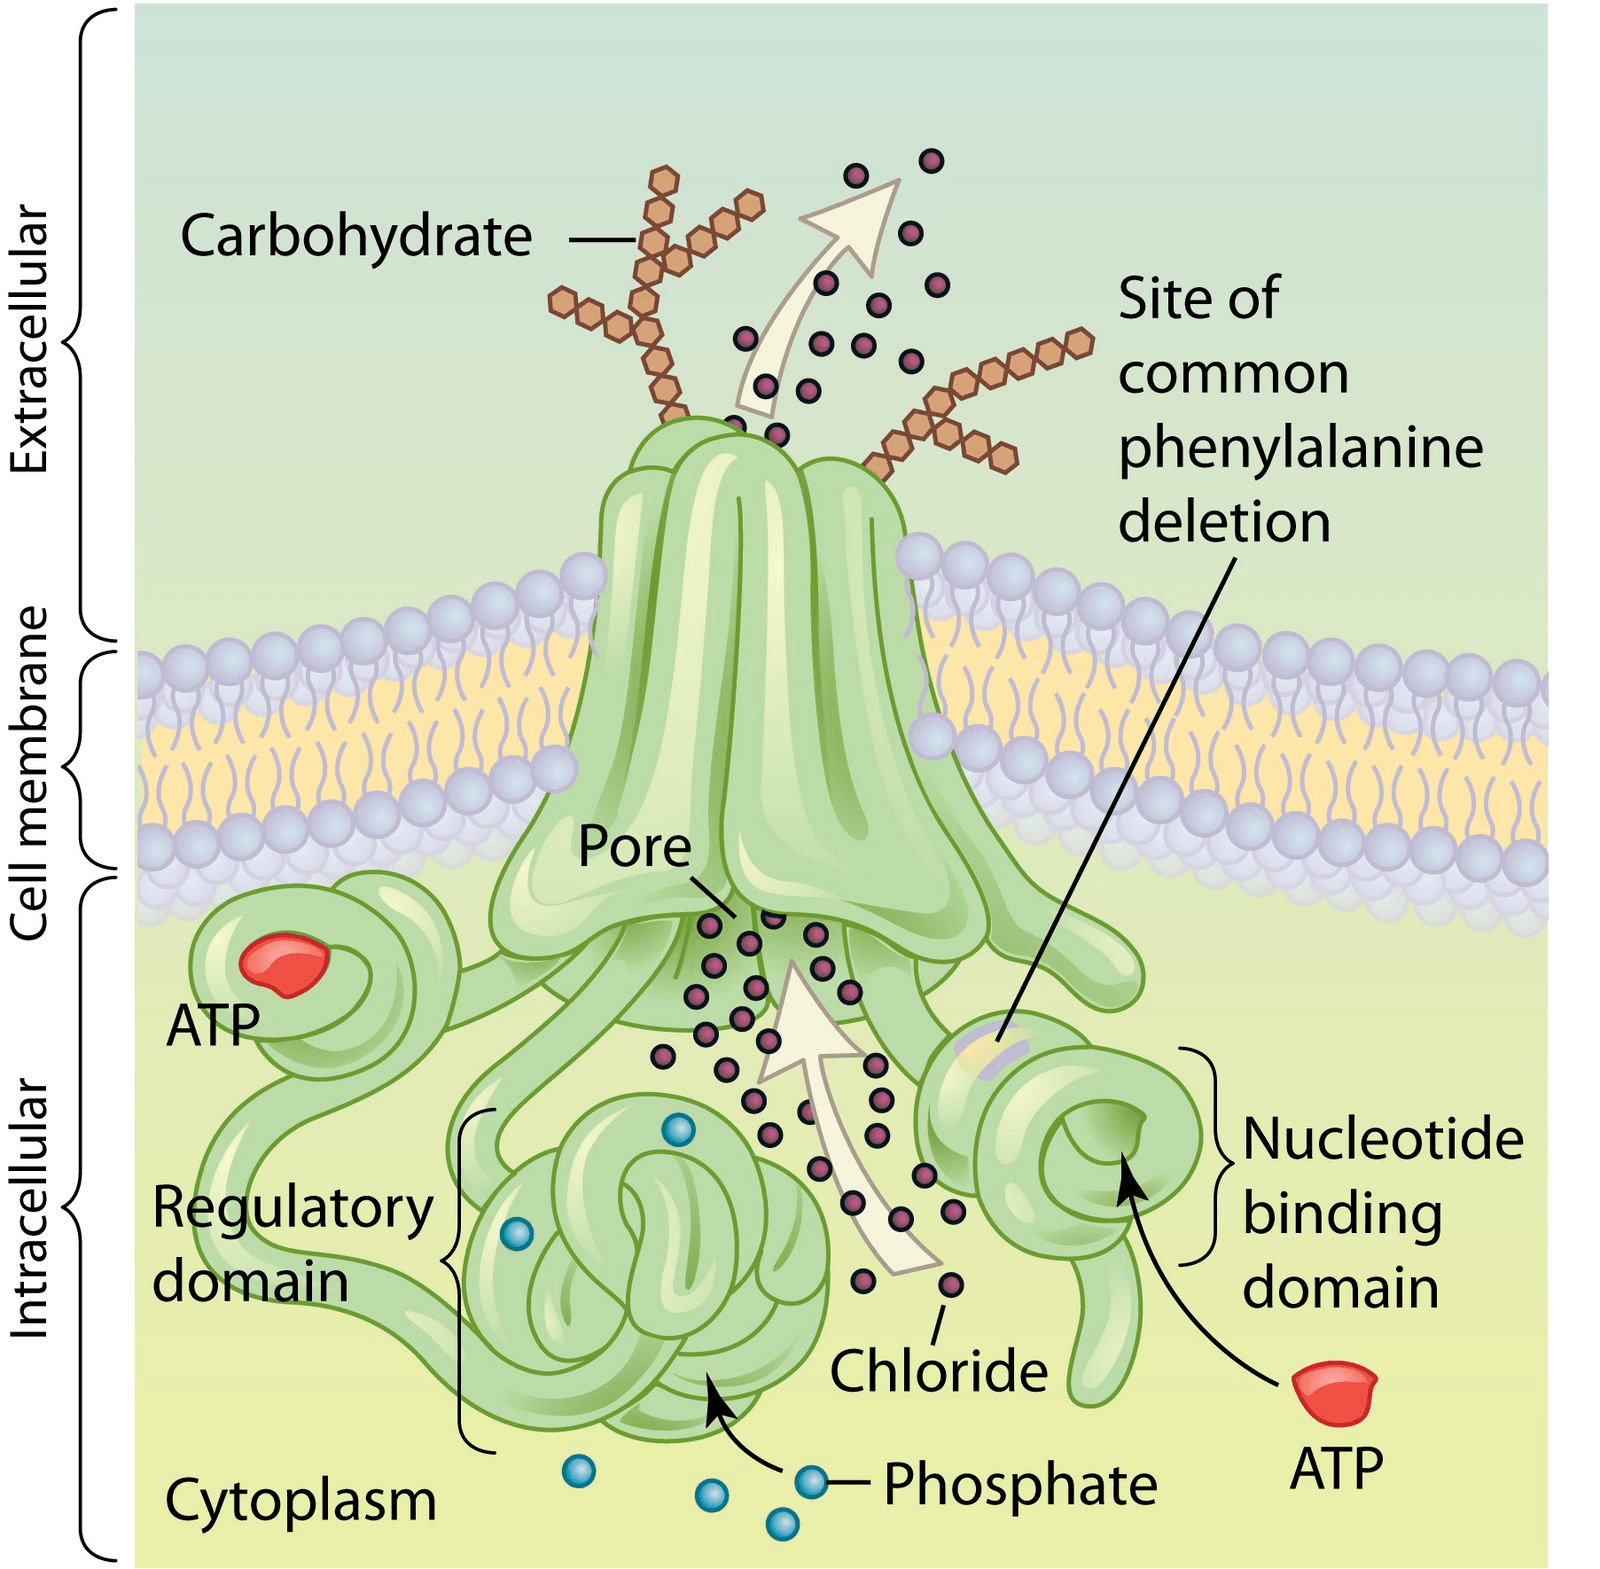 Extracellular
Cell membrane
Intracellular
Carbohydrate
Site of
common
phenylalanine
deletion
Pore
ATP
Regulatory
domain
Nucleotide
binding
domain
Chloride
ATP
Phosphate
Cytoplasm